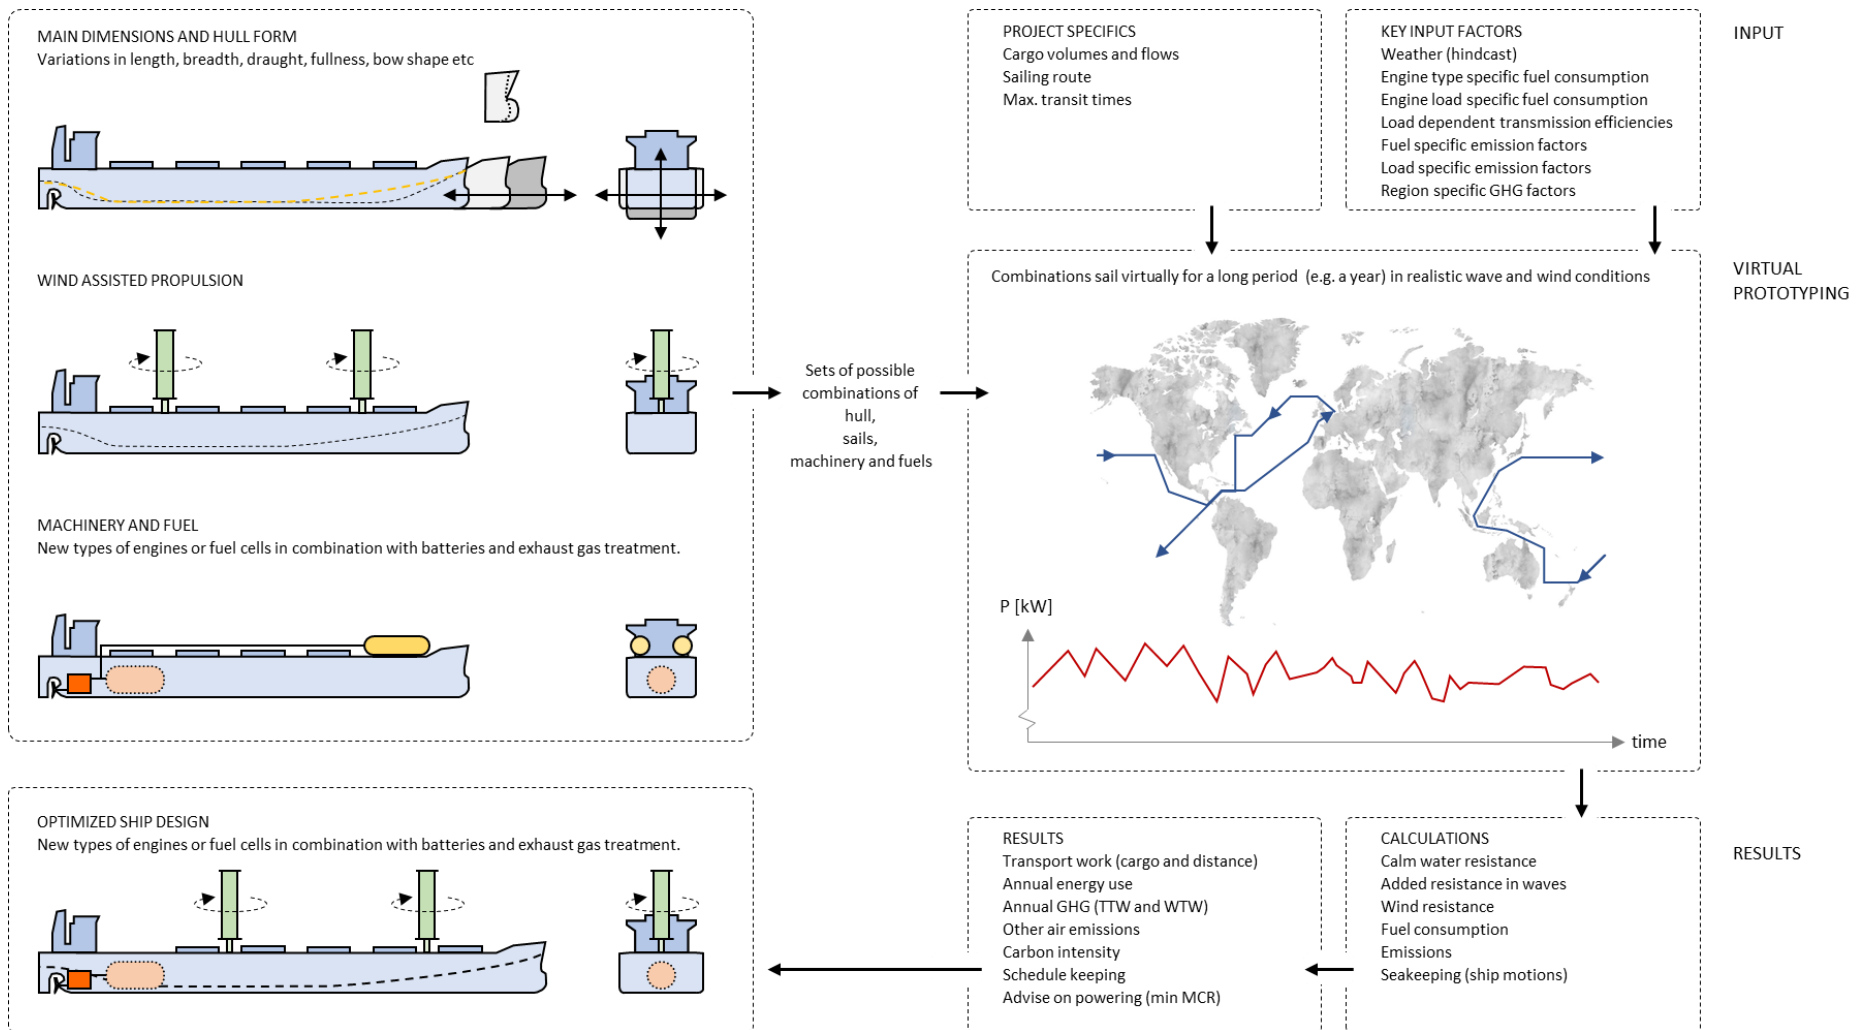 MAIN DIMENSIONS AND HULL FORM
Variations in length, breadth, draught, fullness, bow shape etc
WIND ASSISTED PROPULSION
MACHINERY AND FUEL
New types of engines or fuel cells in combination with batteries and exhaust gas treatment.
Sets of possible
combinations of
hull,
sails,
machinery and fuels
PROJECT SPECIFICS
Cargo volumes and flows
Sailing route
Max. transit times
KEY INPUT FACTORS
Weather (hindcast)
Engine type specific fuel consumption
Engine load specific fuel consumption
Load dependent transmission efficiencies
Fuel specific emission factors
Load specific emission factors
Region specific GHG factors
INPUT
Combinations sail virtually for a long period (e.g. a year) in realistic wave and wind conditions
P [kW]
time
VIRTUAL
PROTOTYPING
CALCULATIONS
Calm water resistance
Added resistance in waves
Wind resistance
Fuel consumption
Emissions
Seakeeping (ship motions)
RESULTS
RESULTS
Transport work (cargo and distance)
Annual energy use
Annual GHG (TTW and WTW)
Other air emissions
Carbon intensity
Schedule keeping
Advise on powering (min MCR)
OPTIMIZED SHIP DESIGN
New types of engines or fuel cells in combination with batteries and exhaust gas treatment.